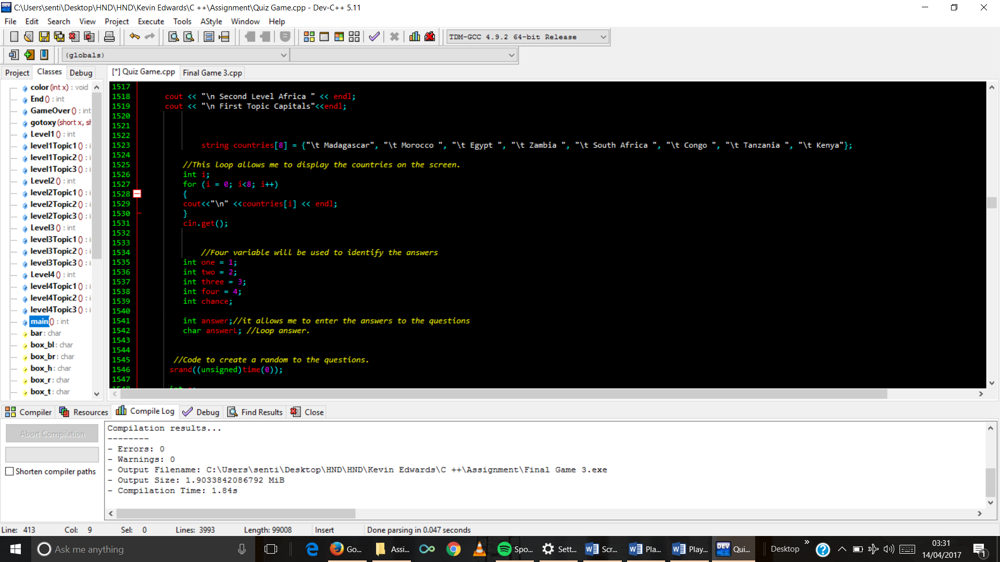 C:\Users\senti\Desktop\HND\HND\Kevin Edwards\C ++\Assignment\Quiz Game.cpp - Dev-C++ 5.11
File Edit Search View Project Execute Tools AStyle Window Help
TDM-GCC 4.9.2 64-bit Release
(globals)
Project Classes Debug
[*] Quiz Game.cpp Final Game 3.cpp
color (int x) : void
End () : int
GameOver () : int
gotoxy (short x, sh
Level1 () : int
level1Topic1 () : i
level1Topic2 () : i
level1Topic3 () : i
Level2 () : int
level2Topic1 () : i
level2Topic2 () : i
level2Topic3 () : i
Level3 () : int
level3Topic1 () : i
level3Topic2 () : i
level3Topic3 () : i
Level4 () : int
level4Topic1 () : i
level4Topic2 () : i
level4Topic3 () : i
main () : int
bar : char
box_bl : char
box_br : char
box_h : char
box_r : char
box_t : char
1517
1518 cout << "\n Second Level Africa " << endl;
1519 cout << "\n First Topic Capitals"<<endl;
1520
1521
1522
1523 string countries[8] = {"\t Madagascar", "\t Morocco ", "\t Egypt ", "\t Zambia ", "\t South Africa ", "\t Congo ", "\t Tanzania ", "\t Kenya"};
1524
1525 //This loop allows me to display the countries on the screen.
1526 int i;
1527 for (i = 0; i<8; i++)
1528 {
1529 cout<<"\n" <<countries[i] << endl;
1530 }
1531 cin.get();
1532
1533
1534 //Four variable will be used to identify the answers
1535 int one = 1;
1536 int two = 2;
1537 int three = 3;
1538 int four = 4;
1539 int chance;
1540
1541 int answer;//it allows me to enter the answers to the questions
1542 char answerL; //Loop answer.
1543
1544
1545 //Code to create a random to the questions.
1546 srand((unsigned)time(0));
1547
Compiler Resources Compile Log Debug Find Results Close
Abort Compilation
Shorten compiler paths
Compilation results...
--------
- Errors: 0
- Warnings: 0
- Output Filename: C:\Users\senti\Desktop\HND\HND\Kevin Edwards\C ++\Assignment\Final Game 3.exe
- Output Size: 1.9033842086792 MiB
- Compilation Time: 1.84s
Line: 413 Col: 9 Sel: 0 Lines: 3993 Length: 99008 Insert Done parsing in 0.047 seconds
Ask me anything
Go... Assi... Spo... Sett... Scr... Pla... Play... Qui... Desktop
03:31
14/04/2017
1